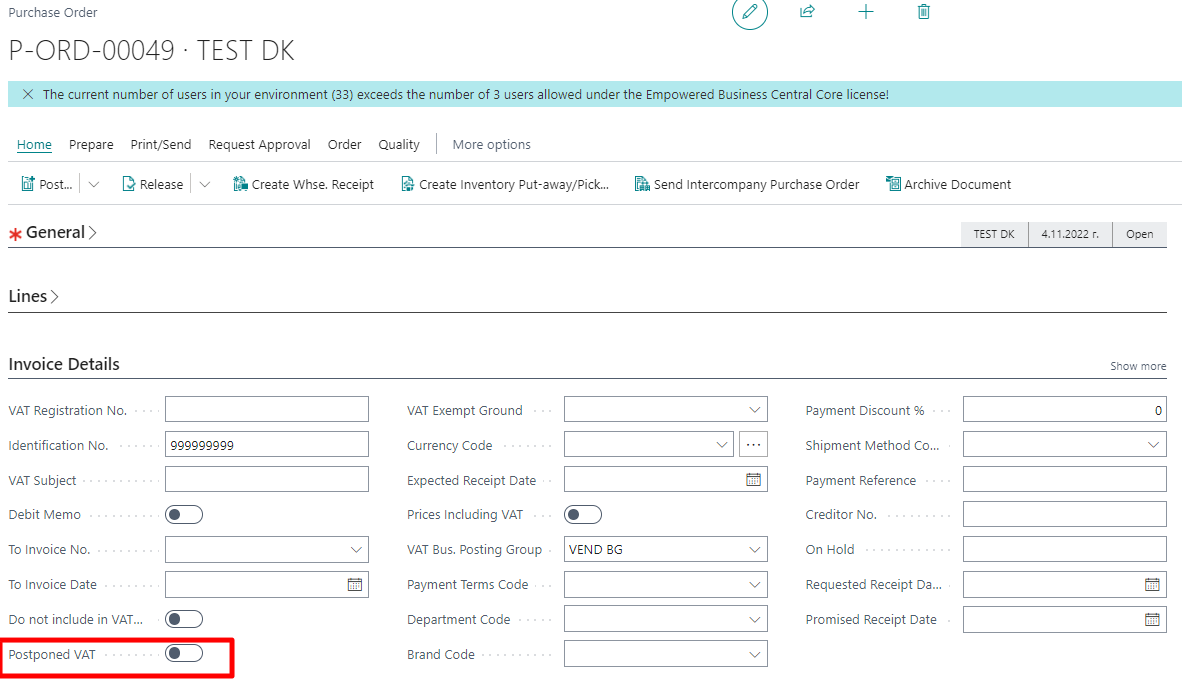 Purchase Order
P-ORD-00049 · TEST DK
The current number of users in your environment (33) exceeds the number of 3 users allowed under the Empowered Business Central Core license!
Home Prepare Print/Send Request Approval Order Quality More options
Post... Release Create Whse. Receipt Create Inventory Put-away/Pick... Send Intercompany Purchase Order Archive Document
General TEST DK 4.11.2022 г. Open
Lines
Invoice Details Show more
VAT Registration No. VAT Exempt Ground Payment Discount % 0
Identification No. 999999999 Currency Code Shipment Method Co...
VAT Subject Expected Receipt Date Payment Reference
Debit Memo Prices Including VAT Creditor No.
To Invoice No. VAT Bus. Posting Group VEND BG On Hold
To Invoice Date Payment Terms Code Requested Receipt Da...
Do not include in VAT... Department Code Promised Receipt Date
Postponed VAT Brand Code